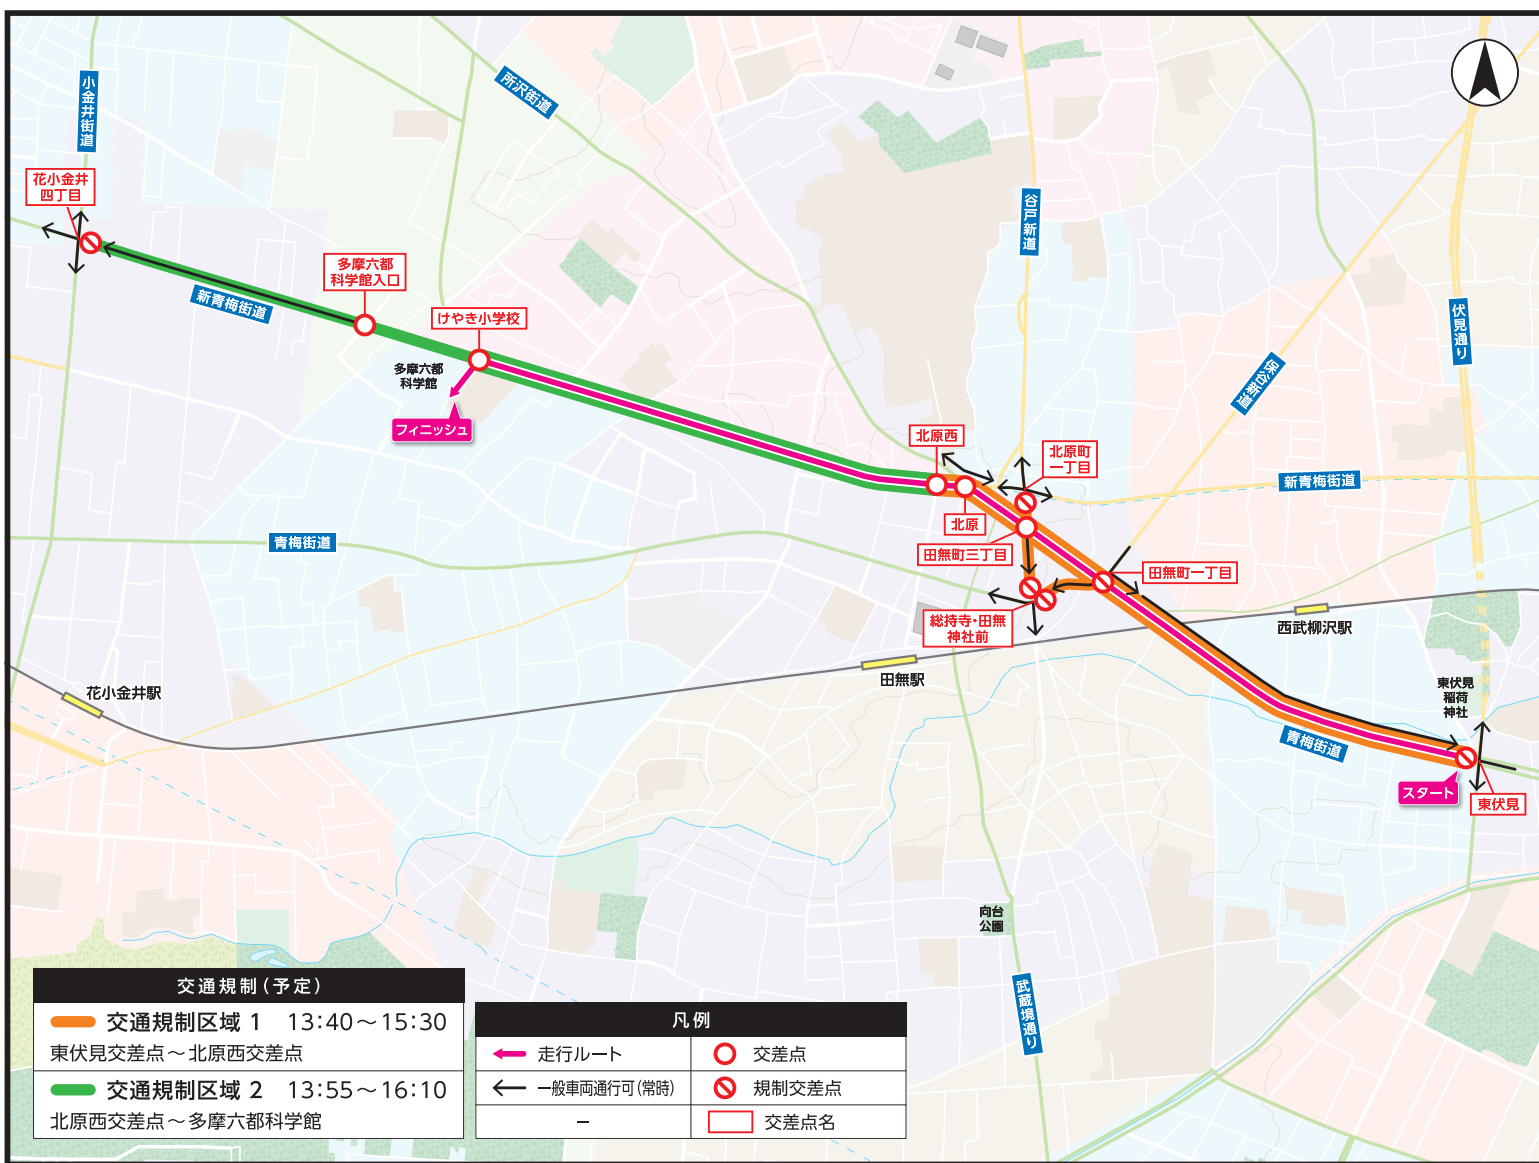 小金井街道
所沢街道
花小金井
四丁目
谷戸新道
多摩六都
科学館入口
新青梅街道
けやき小学校
伏見通り
多摩六都
科学館
保谷新道
フィニッシュ
北原西
北原町
一丁目
新青梅街道
北原
青梅街道
田無町三丁目
田無町一丁目
総持寺・田無
神社前
西武柳沢駅
田無駅
花小金井駅
東伏見
稲荷
神社
青梅街道
スタート
東伏見
向台
公園
武蔵境通り
交通規制(予定)
交通規制区域 1 13:40〜15:30
東伏見交差点〜北原西交差点
交通規制区域 2 13:55〜16:10
北原西交差点〜多摩六都科学館
凡例
走行ルート
交差点
一般車両通行可(常時)
規制交差点
−
交差点名